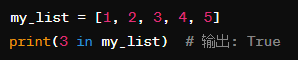 my_list = [1, 2, 3, 4, 5]
print(3 in my_list)  # 输出: True